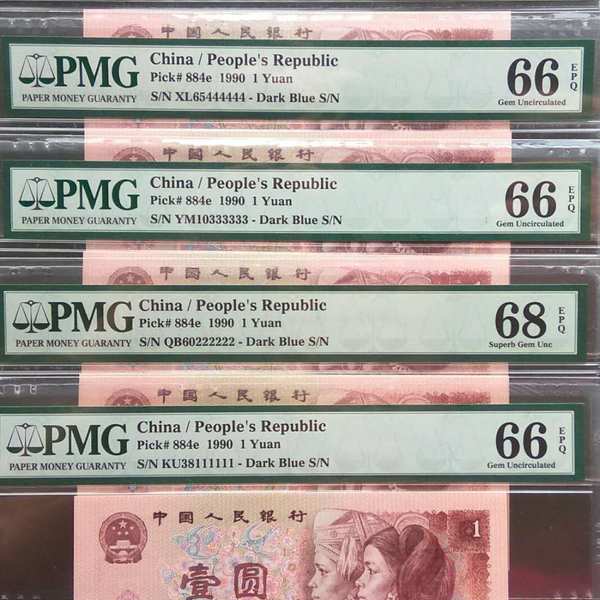 中国人民银行
PMG
PAPER MONEY GUARANTY
China / People's Republic
Pick# 884e 1990 1 Yuan
S/N XL65444444 - Dark Blue S/N
66 EPQ
Gem Uncirculated
中国人民银行
PMG
PAPER MONEY GUARANTY
China / People's Republic
Pick# 884e 1990 1 Yuan
S/N YM10333333 - Dark Blue S/N
66 EPQ
Gem Uncirculated
中国人民银行
PMG
PAPER MONEY GUARANTY
China / People's Republic
Pick# 884e 1990 1 Yuan
S/N QB60222222 - Dark Blue S/N
68 EPQ
Superb Gem Unc
中国人民银行
PMG
PAPER MONEY GUARANTY
China / People's Republic
Pick# 884e 1990 1 Yuan
S/N KU38111111 - Dark Blue S/N
66 EPQ
Gem Uncirculated
中国人民银行
1
壹圆